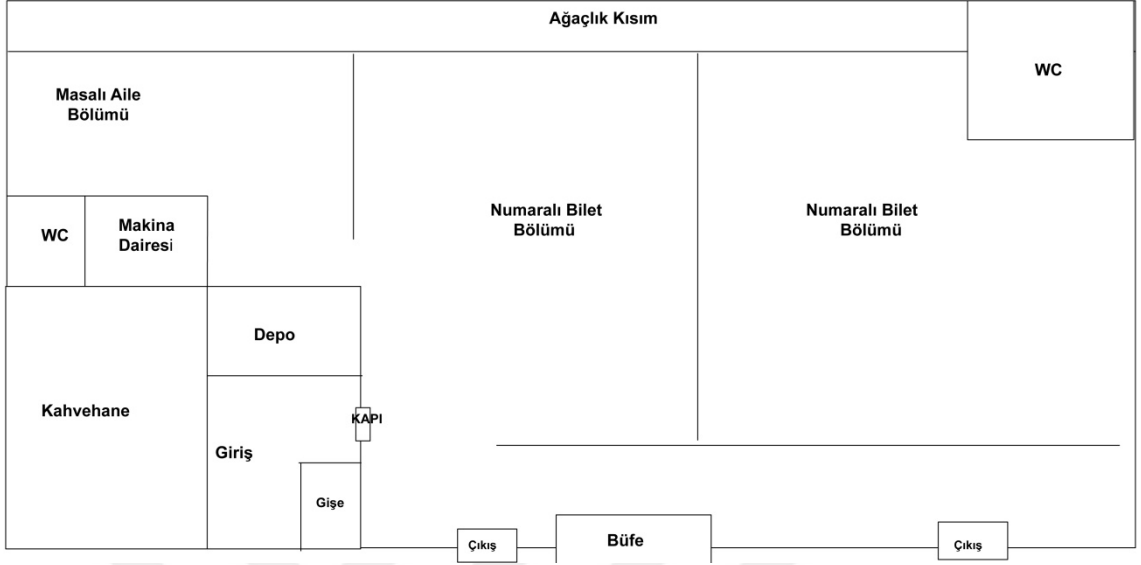 Ağaçlık Kısım
WC
Masalı Aile
Bölümü
Numaralı Bilet
Bölümü
Numaralı Bilet
Bölümü
WC
Makina
Dairesi
Depo
Kahvehane
KAPI
Giriş
Gişe
Çıkış
Büfe
Çıkış